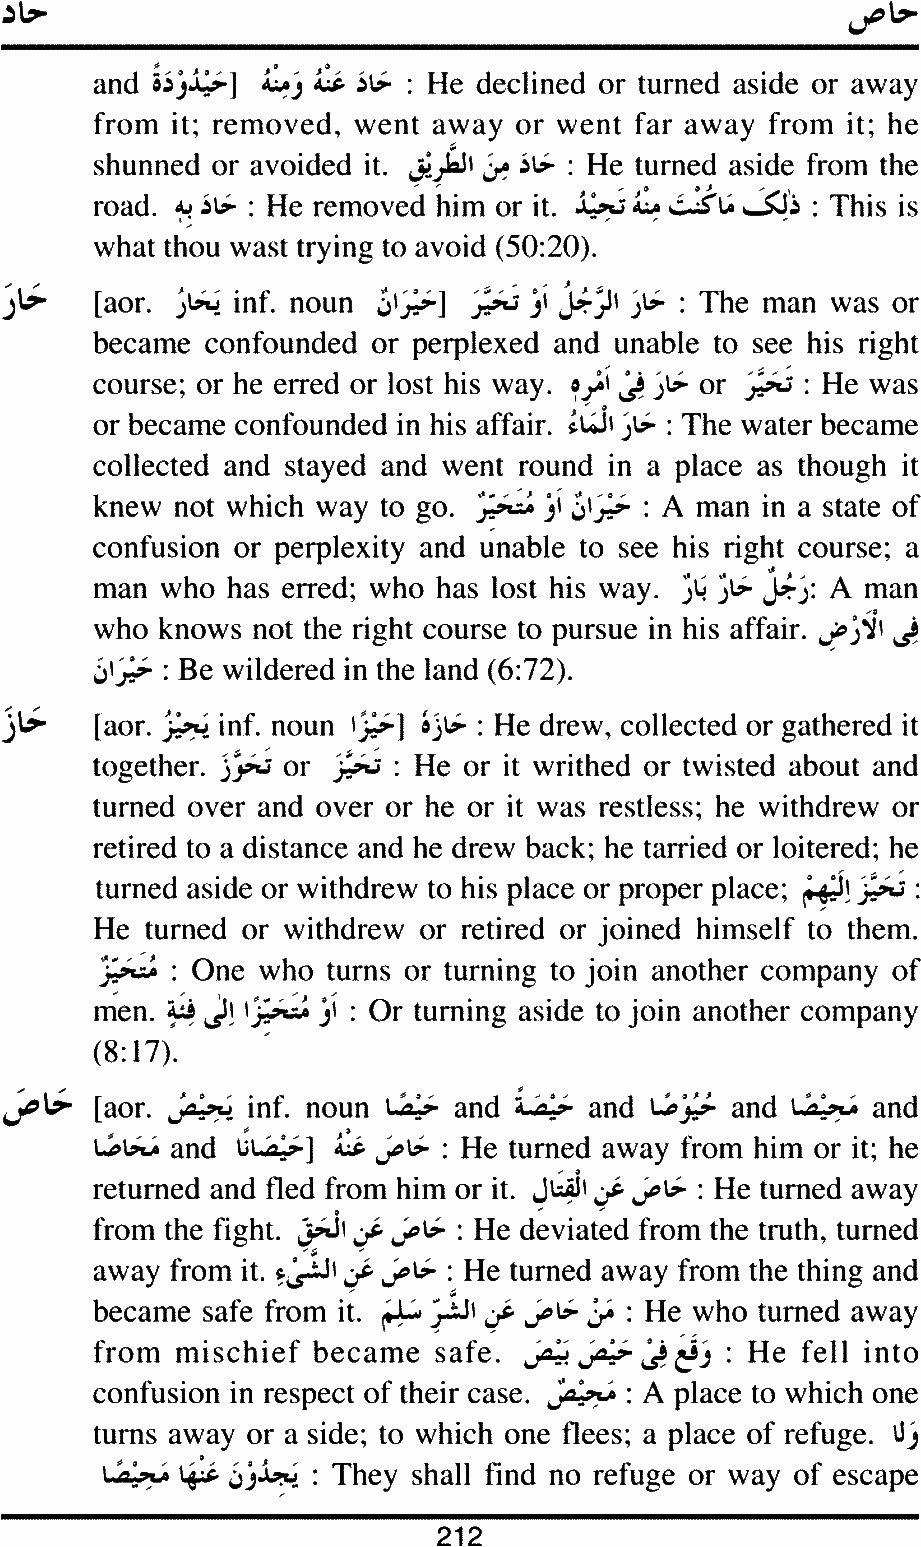 حاد	حاص
and حَيْدُوْدَةً] حَادَ عَنْهُ وَمِنْهُ : He declined or turned aside or away
from it; removed, went away or went far away from it; he
shunned or avoided it. حَادَ مِنَ الطَّرِيْقِ : He turned aside from the
road. حَادَ بِهٖ : He removed him or it. ذٰلِکَ مَاکُنْتَ مِنْهُ تَحِيْدُ : This is
what thou wast trying to avoid (50:20).
حَارَ [aor. يَحَارُ inf. noun حَيْرَانٌ] حَارَ الرَّجُلُ اَوْ تَحَيَّرَ : The man was or
became confounded or perplexed and unable to see his right
course; or he erred or lost his way. حَارَ فِیْ اَمْرِهٖ or تَحَيَّرَ : He was
or became confounded in his affair. حَارَ الْمَاءُ : The water became
collected and stayed and went round in a place as though it
knew not which way to go. حَيْرَانٌ اَوْ مُتَحَيِّرٌ : A man in a state of
confusion or perplexity and unable to see his right course; a
man who has erred; who has lost his way. رَجُلٌ حَارٌ بَارٌ: A man
who knows not the right course to pursue in his affair. فِی الْاَرْضِ
حَيْرَانَ : Be wildered in the land (6:72).
حَازَ [aor. يَحِيْزُ inf. noun حَيْزًا] حَازَهُ : He drew, collected or gathered it
together. تَحَوَّزَ or تَحَيَّزَ : He or it writhed or twisted about and
turned over and over or he or it was restless; he withdrew or
retired to a distance and he drew back; he tarried or loitered; he
turned aside or withdrew to his place or proper place; تَحَيَّزَ اِلَيْهِمْ :
He turned or withdrew or retired or joined himself to them.
مُتَحَيِّزٌ : One who turns or turning to join another company of
men. اَوْ مُتَحَيِّزًا اِلٰی فِئَةٍ : Or turning aside to join another company
(8:17).
حَاصَ [aor. يَحِيْصُ inf. noun حَيْصًا and حَيْصَةً and حُيُوْصًا and مَحِيْصًا and
مَحَاصًا and حَيْصَانًا] حَاصَ عَنْهُ : He turned away from him or it; he
returned and fled from him or it. حَاصَ عَنِ الْقِتَالِ : He turned away
from the fight. حَاصَ عَنِ الْحَقِّ : He deviated from the truth, turned
away from it. حَاصَ عَنِ الشَّیْءِ : He turned away from the thing and
became safe from it. مَنْ حَاصَ عَنِ الشَّرِّ سَلِمَ : He who turned away
from mischief became safe. وَقَعَ فِیْ حَيْصَ بَيْصَ : He fell into
confusion in respect of their case. مَحِيْصٌ : A place to which one
turns away or a side; to which one flees; a place of refuge. وَلَا
يَجِدُوْنَ عَنْهَا مَحِيْصًا : They shall find no refuge or way of escape
212